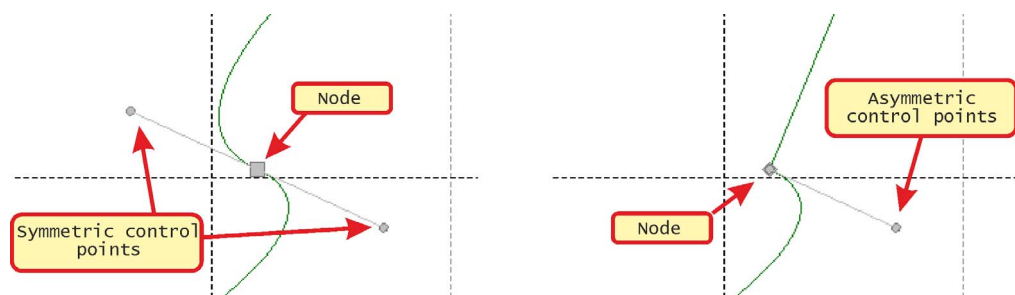 Node
Symmetric control
points
Asymmetric
control points
Node